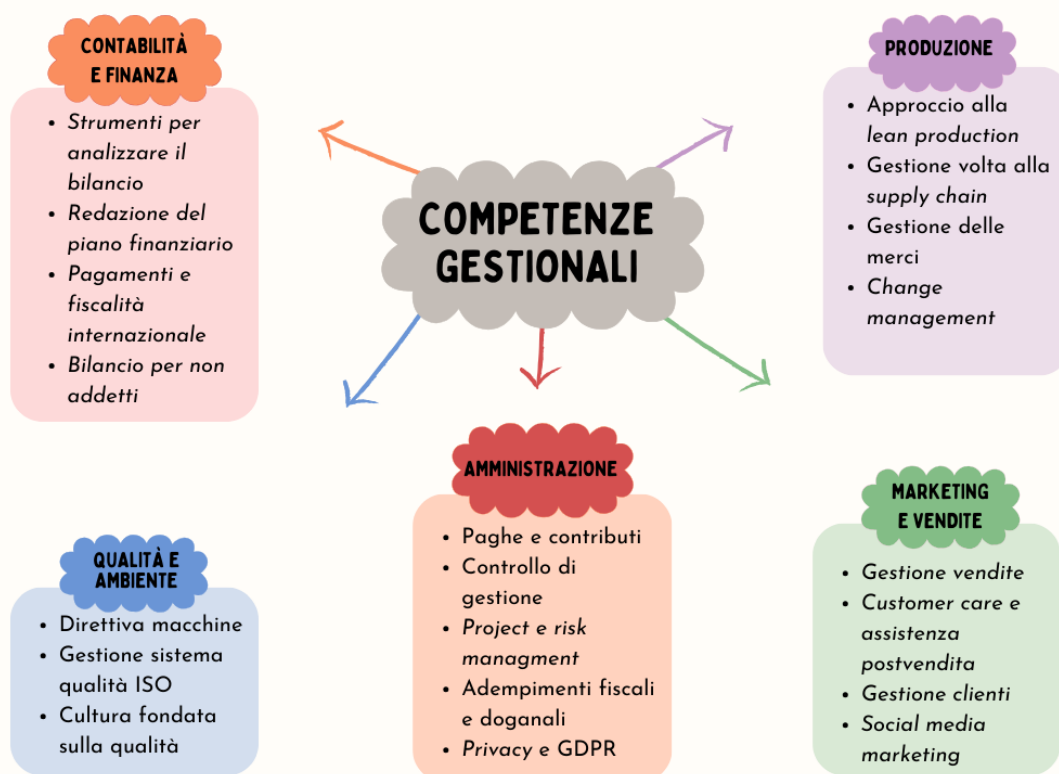 COMPETENZE
GESTIONALI
CONTABILITÀ
E FINANZA
• Strumenti per
analizzare il
bilancio
• Redazione del
piano finanziario
• Pagamenti e
fiscalità
internazionale
• Bilancio per non
addetti
PRODUZIONE
• Approccio alla
lean production
• Gestione volta alla
supply chain
• Gestione delle
merci
• Change
management
QUALITÀ E
AMBIENTE
• Direttiva macchine
• Gestione sistema
qualità ISO
• Cultura fondata
sulla qualità
AMMINISTRAZIONE
• Paghe e contributi
• Controllo di
gestione
• Project e risk
managment
• Adempimenti fiscali
e doganali
• Privacy e GDPR
MARKETING
E VENDITE
• Gestione vendite
• Customer care e
assistenza
postvendita
• Gestione clienti
• Social media
marketing